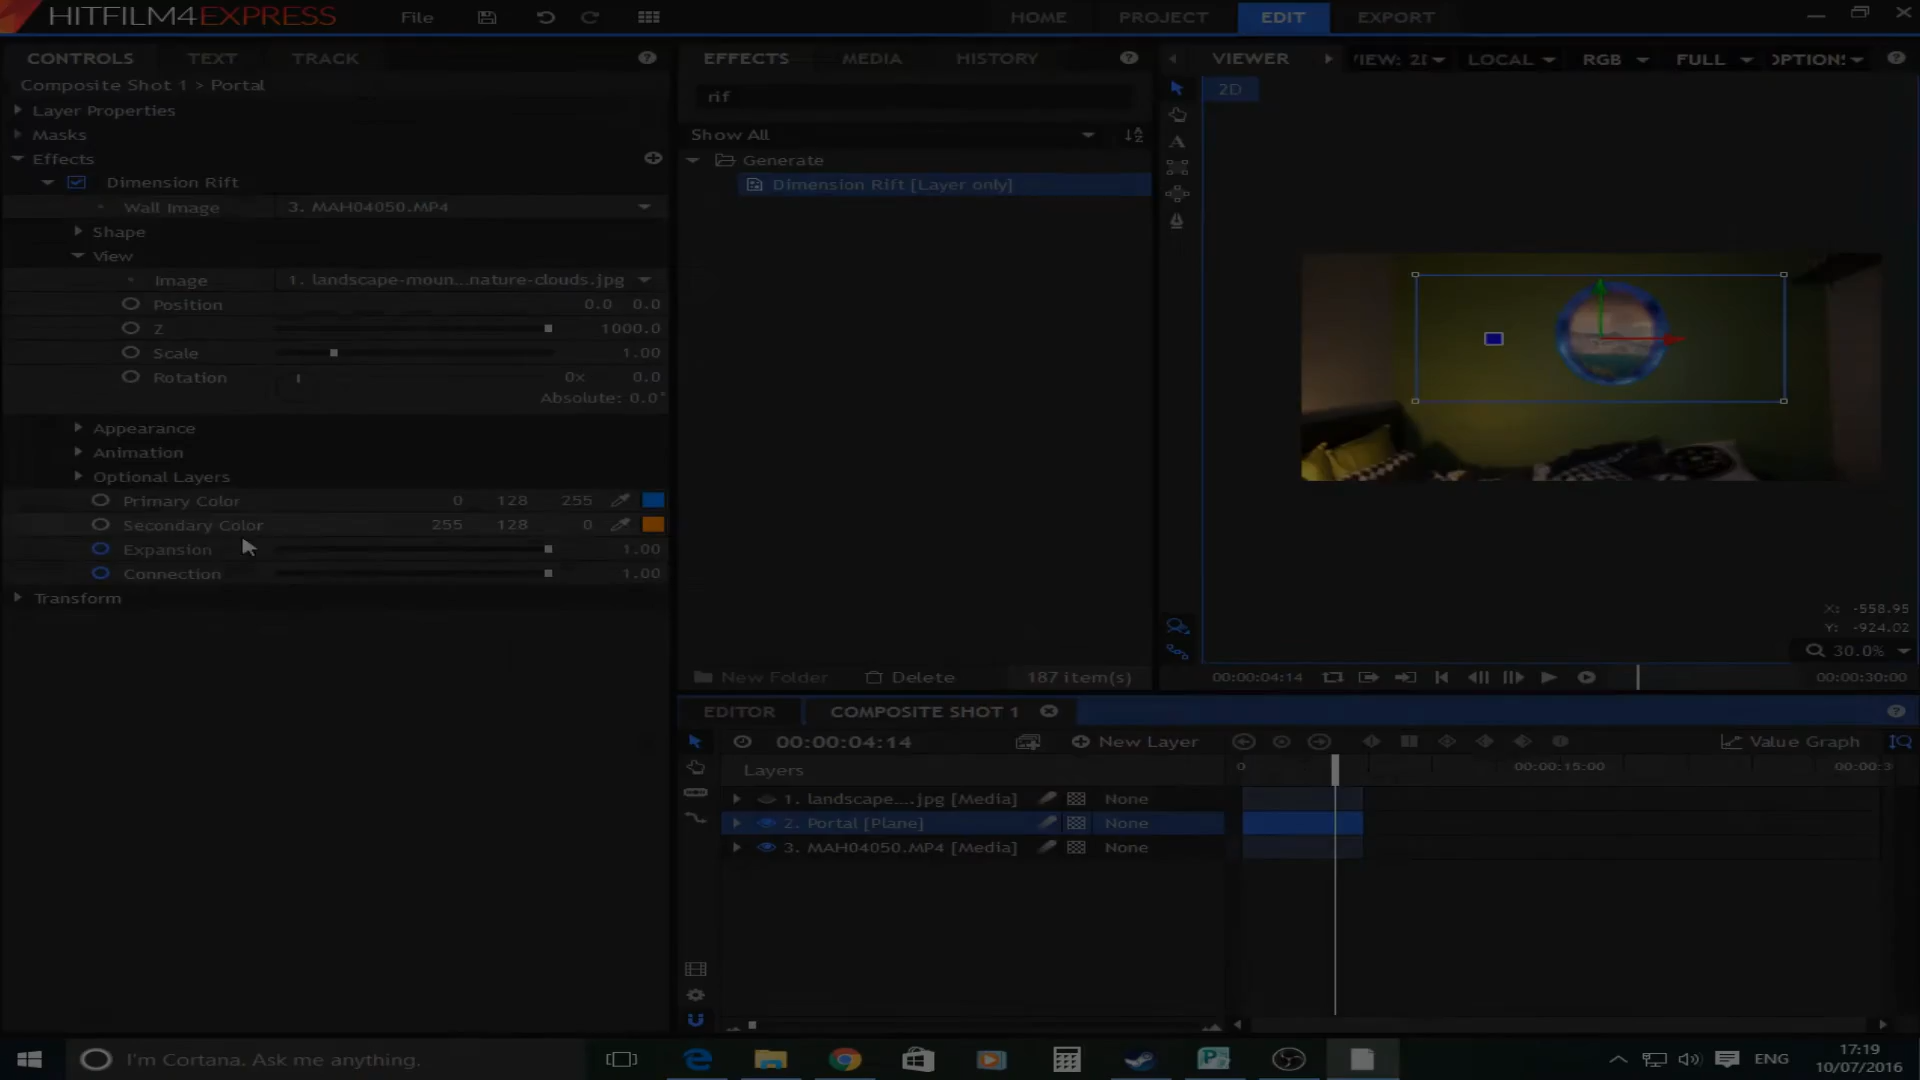 HITFILM4EXPRESS
File
HOME
PROJECT
EDIT
EXPORT
CONTROLS
TEXT
TRACK
Composite Shot 1 > Portal
Layer Properties
Masks
Effects
Dimension Rift
Wall Image
3. MAH04050.MP4
Shape
View
Image
1. landscape-moun...nature-clouds.jpg
Position
0.0 0.0
Z
1000.0
Scale
1.00
Rotation
0x 0.0
Absolute: 0.0°
Appearance
Animation
Optional Layers
Primary Color
0 128 255
Secondary Color
255 128 0
Expansion
1.00
Connection
1.00
Transform
EFFECTS
MEDIA
HISTORY
rif
Show All
Generate
Dimension Rift [Layer only]
New Folder
Delete
187 item(s)
VIEWER
LOCAL
RGB
FULL
2D
X: -558.95
Y: -924.02
30.0%
00:00:04:14
00:00:30:00
EDITOR
COMPOSITE SHOT 1
00:00:04:14
New Layer
Value Graph
Layers
0
00:00:15:00
00:00:3
1. landscape....jpg [Media]
None
2. Portal [Plane]
None
3. MAH04050.MP4 [Media]
None
I'm Cortana. Ask me anything.
ENG
17:19
10/07/2016